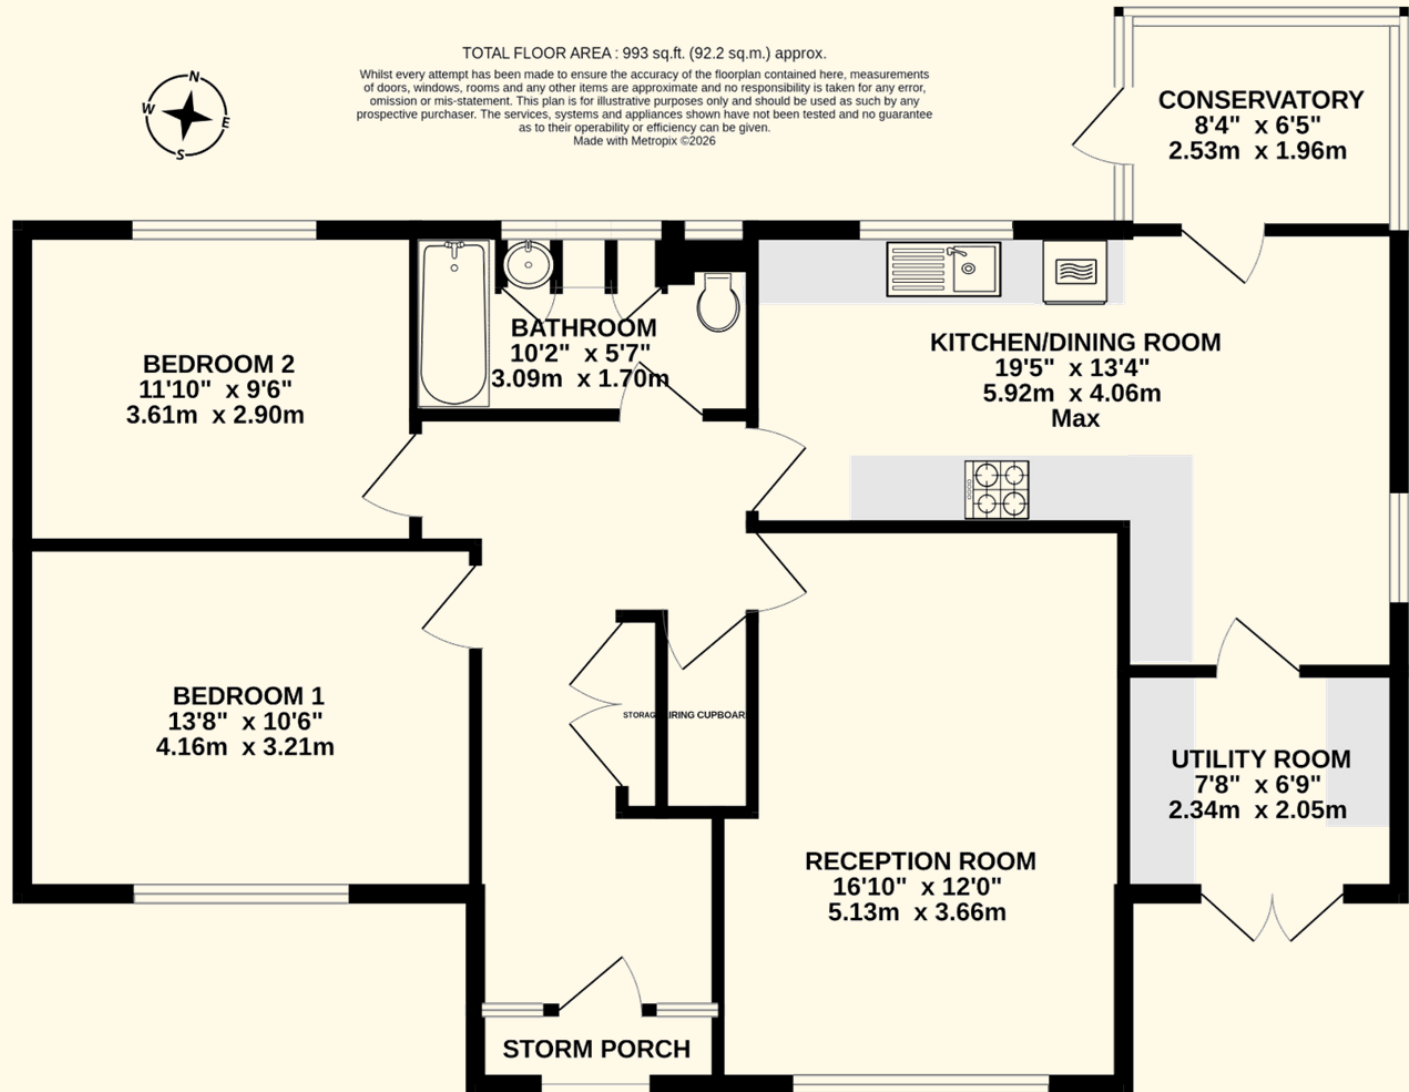 TOTAL FLOOR AREA : 993 sq.ft. (92.2 sq.m.) approx.
Whilst every attempt has been made to ensure the accuracy of the floorplan contained here, measurements
of doors, windows, rooms and any other items are approximate and no responsibility is taken for any error,
omission or mis-statement. This plan is for illustrative purposes only and should be used as such by any
prospective purchaser. The services, systems and appliances shown have not been tested and no guarantee
as to their operability or efficiency can be given.
Made with Metropix ©2026
N
W
E
S
CONSERVATORY
8'4" x 6'5"
2.53m x 1.96m
BEDROOM 2
11'10" x 9'6"
3.61m x 2.90m
BATHROOM
10'2" x 5'7"
3.09m x 1.70m
KITCHEN/DINING ROOM
19'5" x 13'4"
5.92m x 4.06m
Max
BEDROOM 1
13'8" x 10'6"
4.16m x 3.21m
STORAG
IRING CUPBOAR
UTILITY ROOM
7'8" x 6'9"
2.34m x 2.05m
RECEPTION ROOM
16'10" x 12'0"
5.13m x 3.66m
STORM PORCH